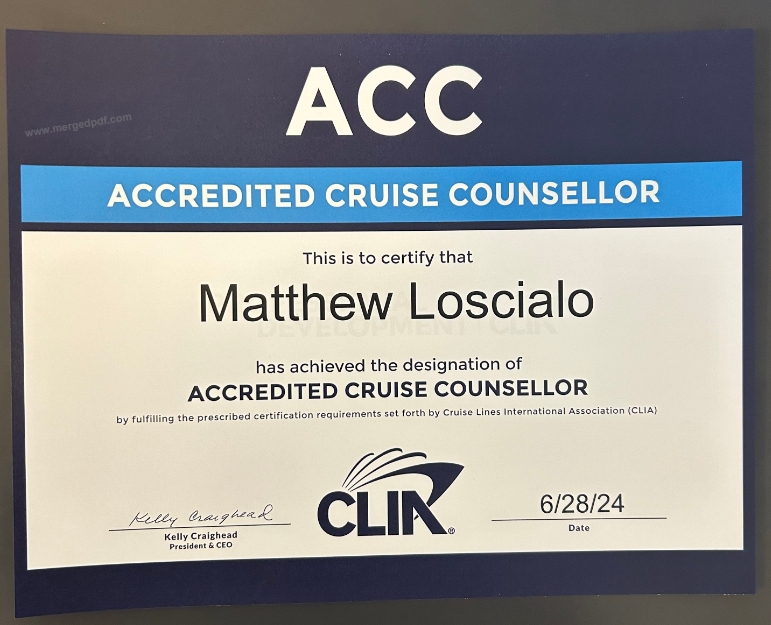 ACC
www.mergedpdf.com
ACCREDITED CRUISE COUNSELLOR
This is to certify that
Matthew Loscialo
DEVELOPMENT CLIA
has achieved the designation of
ACCREDITED CRUISE COUNSELLOR
by fulfilling the prescribed certification requirements set forth by Cruise Lines International Association (CLIA)
Kelly Craighead
Kelly Craighead
President & CEO
CLIA®
6/28/24
Date